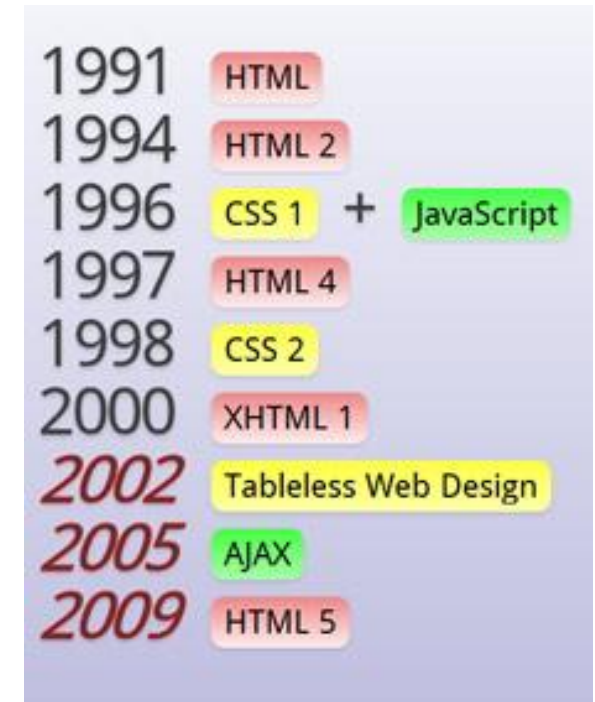 1991 HTML
1994 HTML 2
1996 CSS 1 + JavaScript
1997 HTML 4
1998 CSS 2
2000 XHTML 1
2002 Tableless Web Design
2005 AJAX
2009 HTML 5